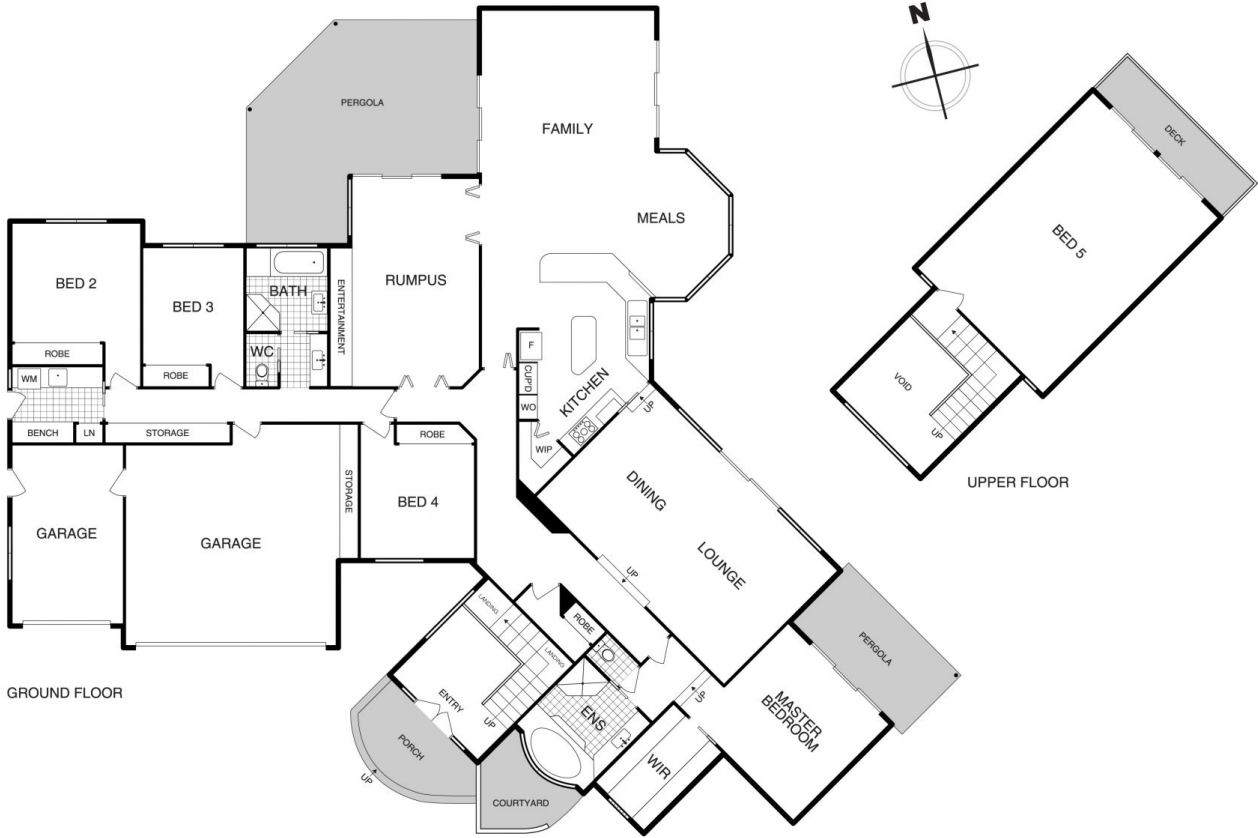 N
PERGOLA
FAMILY
DECK
MEALS
BED 5
BED 2
BED 3
BATH
ENTERTAINMENT
RUMPUS
ROBE
WC
F
WM
ROBE
CUP'D
KITCHEN
UP
VOID
WO
BENCH
LN
STORAGE
ROBE
WIP
UP
UPPER FLOOR
STORAGE
BED 4
DINING
GARAGE
GARAGE
LOUNGE
UP
LANDING
ROBE
LANDING
PERGOLA
GROUND FLOOR
ENTRY
UP
ENS
UP
MASTER
BEDROOM
PORCH
UP
WIR
COURTYARD